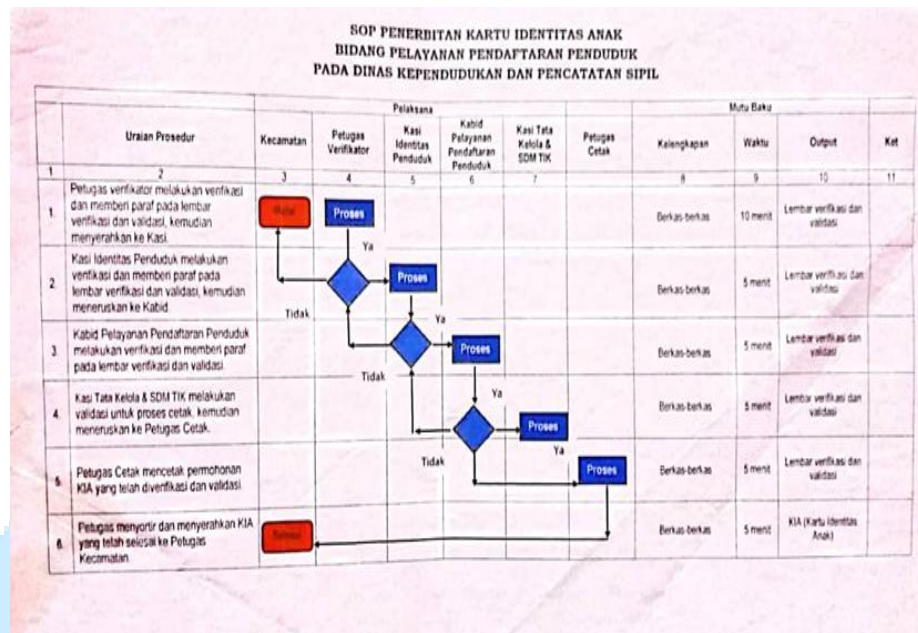 SOP PENERBITAN KARTU IDENTITAS ANAK
BIDANG PELAYANAN PENDAFTARAN PENDUDUK
PADA DINAS KEPENDUDUKAN DAN PENCATATAN SIPIL
Pelaksana
Mutu Baku
Uraian Prosedur
Kecamatan
Petugas
Verifikator
Kasi
Identitas
Penduduk
Kabid
Pelayanan
Pendaftaran
Penduduk
Kasi Tata
Kelola &
SDM TIK
Petugas
Cetak
Kelengkapan
Waktu
Output
Ket
1 2 3 4 5 6 7 8 9 10 11
1. Petugas verifikator melakukan verifikasi
dan memberi paraf pada lembar
verifikasi dan validasi, kemudian
menyerahkan ke Kasi.
Mulai
Proses
Ya
Berkas-berkas
10 menit
Lembar verifikasi dan
validasi
2. Kasi Identitas Penduduk melakukan
verifikasi dan memberi paraf pada
lembar verifikasi dan validasi, kemudian
meneruskan ke Kabid.
Tidak
Proses
Ya
Berkas-berkas
5 menit
Lembar verifikasi dan
validasi
3. Kabid Pelayanan Pendaftaran Penduduk
melakukan verifikasi dan memberi paraf
pada lembar verifikasi dan validasi.
Tidak
Proses
Berkas-berkas
5 menit
Lembar verifikasi dan
validasi
4. Kasi Tata Kelola & SDM TIK melakukan
validasi untuk proses cetak, kemudian
meneruskan ke Petugas Cetak.
Ya
Proses
Berkas-berkas
5 menit
Lembar verifikasi dan
validasi
5. Petugas Cetak mencetak permohonan
KIA yang telah diverifikasi dan validasi.
Tidak
Ya
Proses
Berkas-berkas
5 menit
Lembar verifikasi dan
validasi
6. Petugas menyortir dan menyerahkan KIA
yang telah selesai ke Petugas
Kecamatan.
Selesai
Berkas-berkas
5 menit
KIA (Kartu Identitas
Anak)